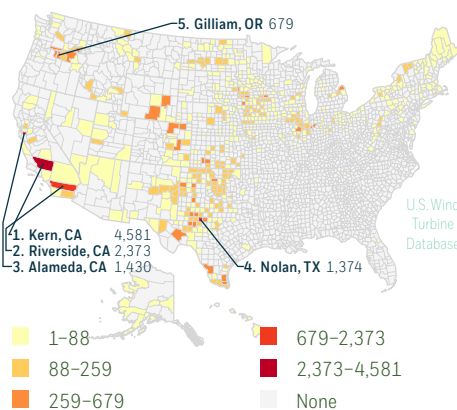 5. Gilliam, OR 679
U.S. Wind
Turbine
Database
1. Kern, CA 4,581
2. Riverside, CA 2,373
3. Alameda, CA 1,430
4. Nolan, TX 1,374
1–88
88–259
259–679
679–2,373
2,373–4,581
None